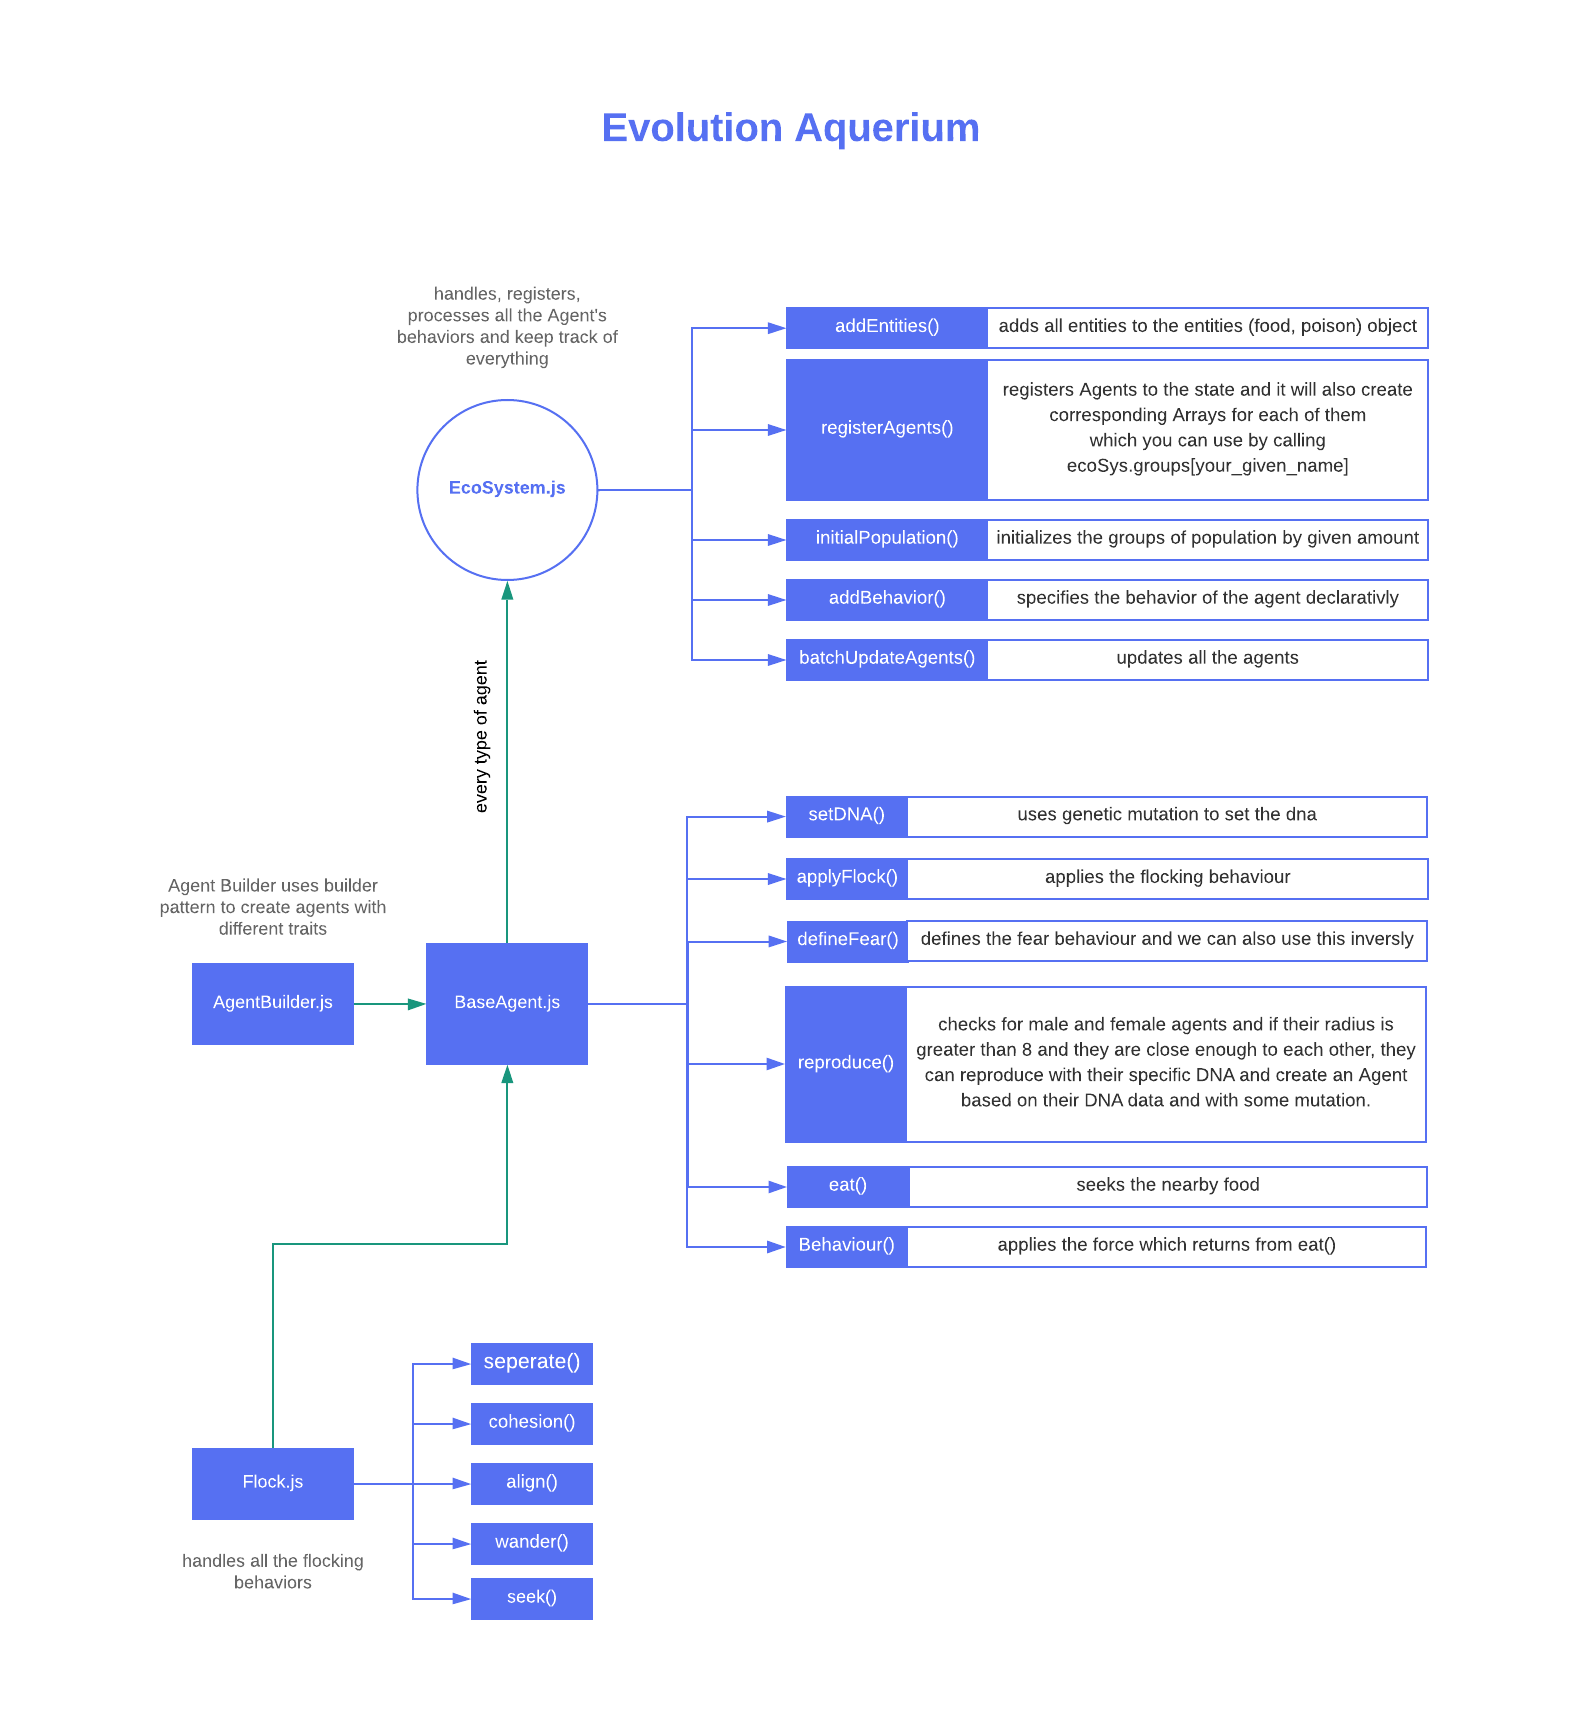 Evolution Aquerium
handles, registers,
processes all the Agent's
behaviors and keep track of
everything
EcoSystem.js
addEntities()
adds all entities to the entities (food, poison) object
registerAgents()
registers Agents to the state and it will also create
corresponding Arrays for each of them
which you can use by calling
ecoSys.groups[your_given_name]
initialPopulation()
initializes the groups of population by given amount
addBehavior()
specifies the behavior of the agent declarativly
batchUpdateAgents()
updates all the agents
every type of agent
Agent Builder uses builder
pattern to create agents with
different traits
AgentBuilder.js
BaseAgent.js
setDNA()
uses genetic mutation to set the dna
applyFlock()
applies the flocking behaviour
defineFear()
defines the fear behaviour and we can also use this inversly
reproduce()
checks for male and female agents and if their radius is
greater than 8 and they are close enough to each other, they
can reproduce with their specific DNA and create an Agent
based on their DNA data and with some mutation.
eat()
seeks the nearby food
Behaviour()
applies the force which returns from eat()
Flock.js
handles all the flocking
behaviors
seperate()
cohesion()
align()
wander()
seek()